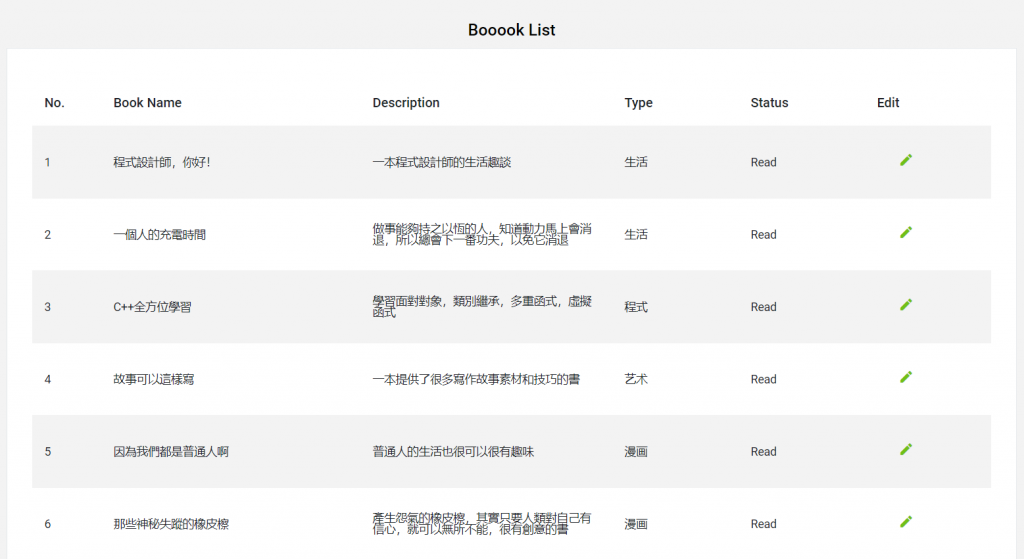 Booook List
No. Book Name Description Type Status Edit
1 程式設計師，你好！ 一本程式設計師的生活趣談 生活 Read
2 一個人的充電時間 做事能夠持之以恆的人，知道動力馬上會消
退，所以總會下一番功夫，以免它消退 生活 Read
3 C++全方位學習 學習面對對象，類別繼承，多重函式，虛擬
函式 程式 Read
4 故事可以這樣寫 一本提供了很多寫作故事素材和技巧的書 艺术 Read
5 因為我們都是普通人啊 普通人的生活也很可以很有趣味 漫画 Read
6 那些神秘失蹤的橡皮檫 產生怨氣的橡皮檫，其實只要人類對自己有
信心，就可以無所不能，很有創意的書 漫画 Read